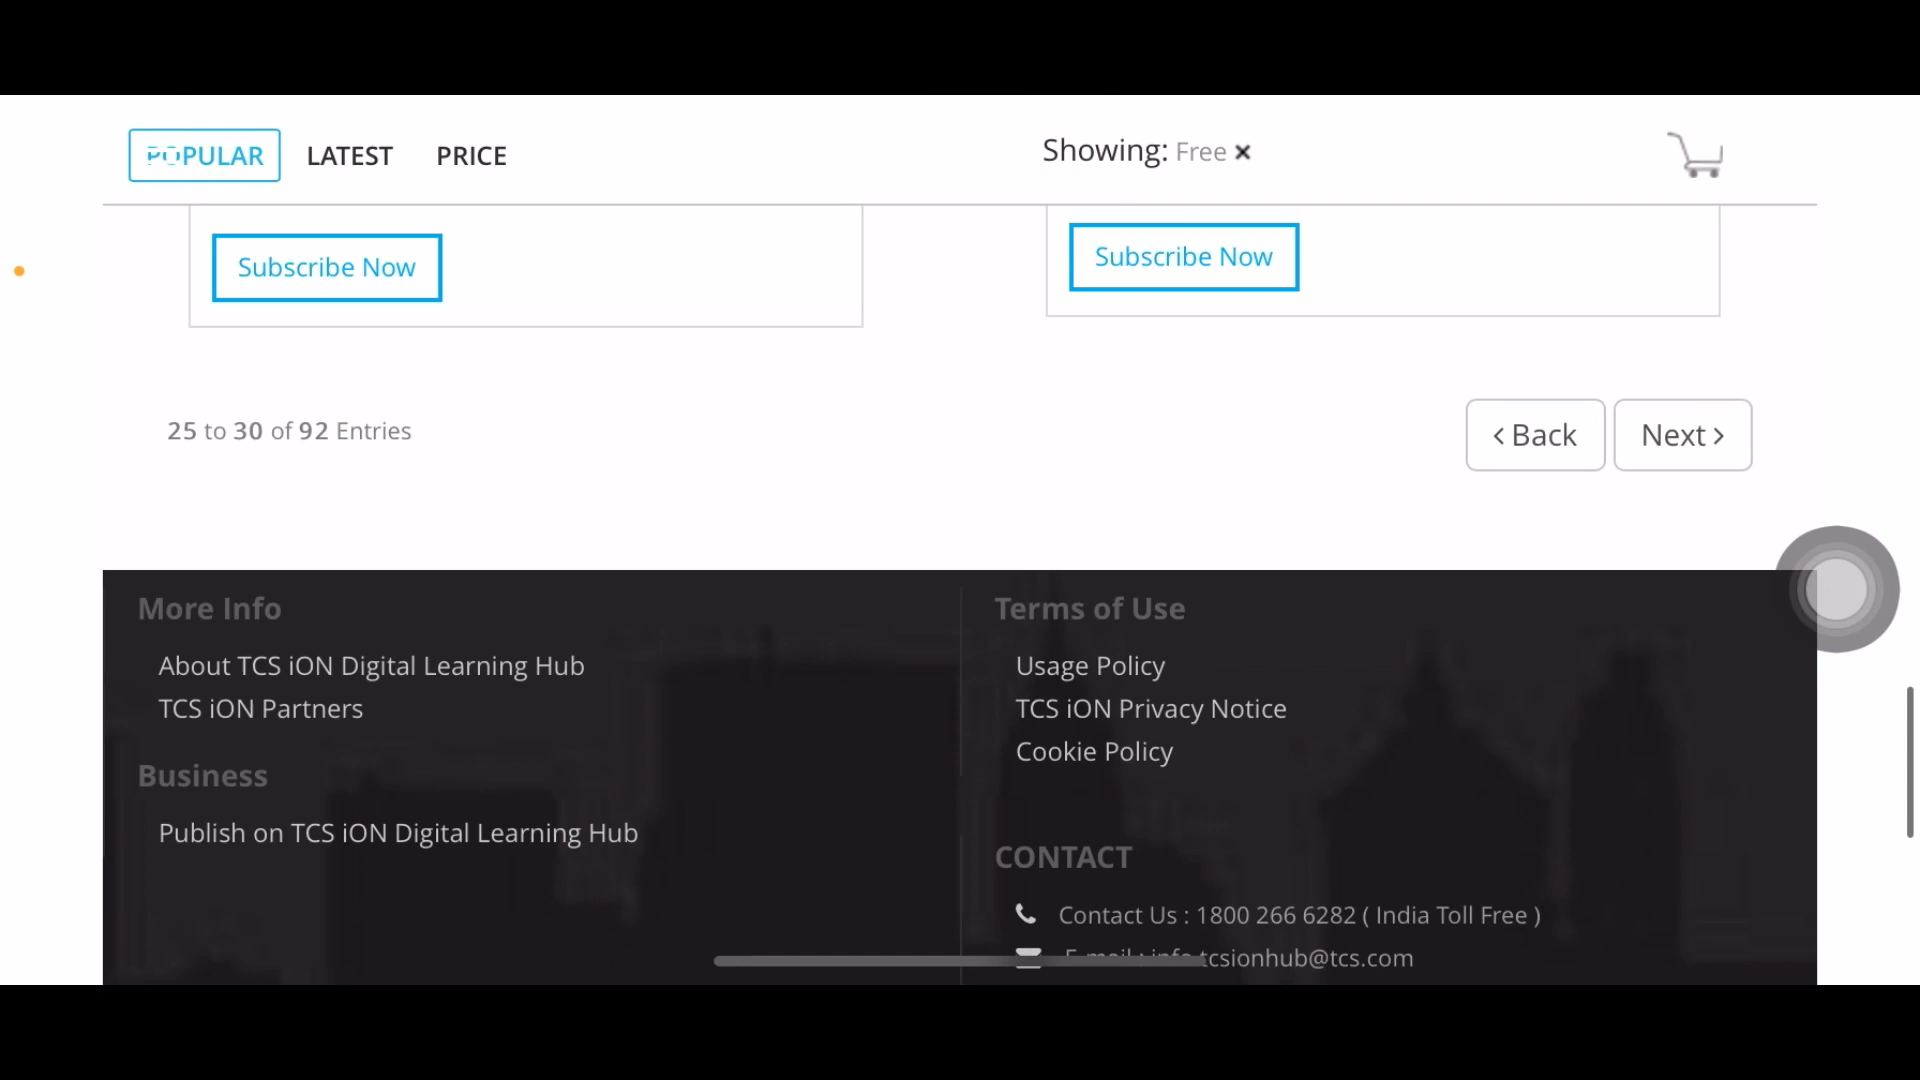 POPULAR LATEST PRICE
Showing: Free ×
Subscribe Now
Subscribe Now
25 to 30 of 92 Entries
‹ Back
Next ›
More Info
About TCS iON Digital Learning Hub
TCS iON Partners
Business
Publish on TCS iON Digital Learning Hub
Terms of Use
Usage Policy
TCS iON Privacy Notice
Cookie Policy
CONTACT
Contact Us : 1800 266 6282 ( India Toll Free )
E-mail : info.tcsionhub@tcs.com